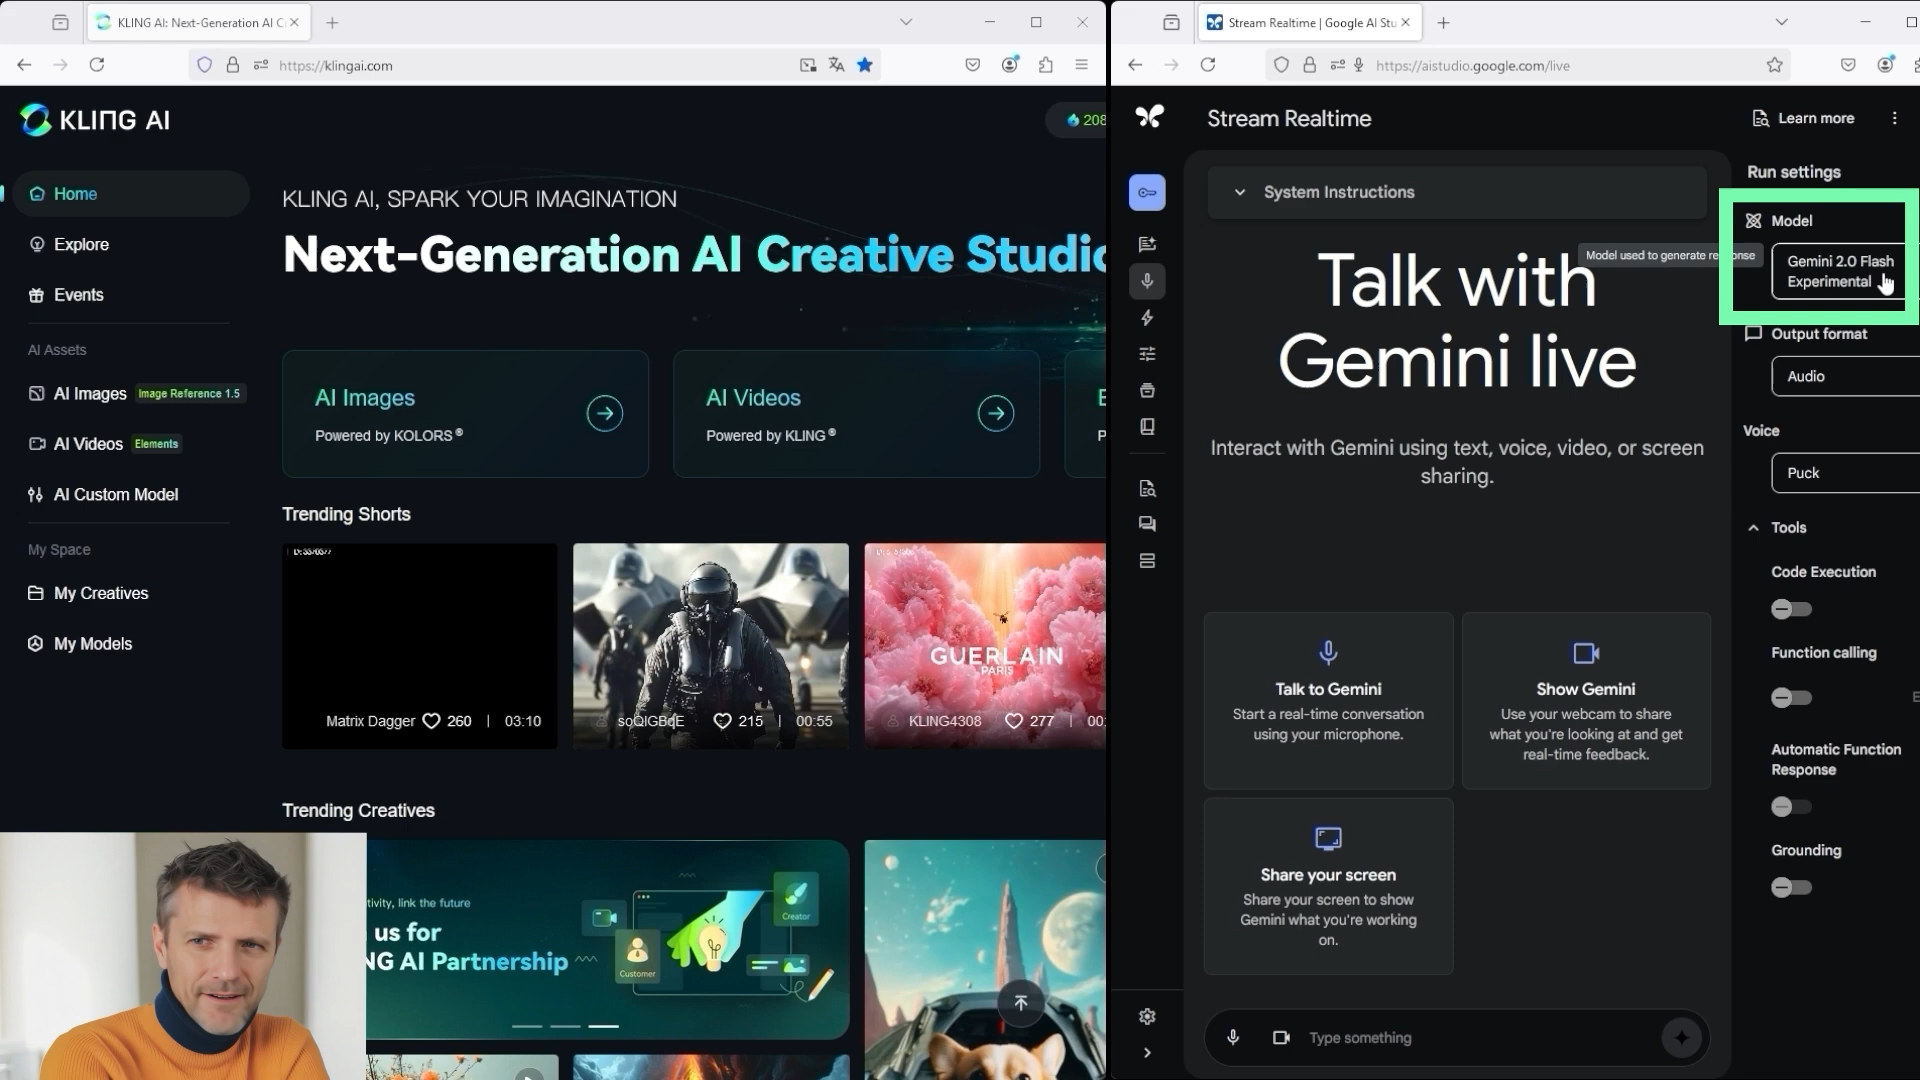 KLING AI: Next-Generation AI C
https://klingai.com
KLING AI
208
Home
Explore
Events
AI Assets
AI Images
Image Reference 1.5
AI Videos
Elements
AI Custom Model
My Space
My Creatives
My Models
KLING AI, SPARK YOUR IMAGINATION
Next-Generation AI Creative Studio
AI Images
Powered by KOLORS®
AI Videos
Powered by KLING®
E
P
Trending Shorts
Matrix Dagger 260 | 03:10
soQIGBqE 215 | 00:55
GUERLAIN
PARIS
KLING4308 277 | 00:
Trending Creatives
tivity, link the future
us for
NG AI Partnership
Customer
Creator
Stream Realtime | Google AI Stu
https://aistudio.google.com/live
Stream Realtime
Learn more
System Instructions
Talk with
Gemini live
Interact with Gemini using text, voice, video, or screen
sharing.
Talk to Gemini
Start a real-time conversation
using your microphone.
Show Gemini
Use your webcam to share
what you're looking at and get
real-time feedback.
Share your screen
Share your screen to show
Gemini what you're working
on.
Type something
Run settings
Model
Model used to generate response
Gemini 2.0 Flash
Experimental
Output format
Audio
Voice
Puck
Tools
Code Execution
Function calling
E
Automatic Function
Response
Grounding